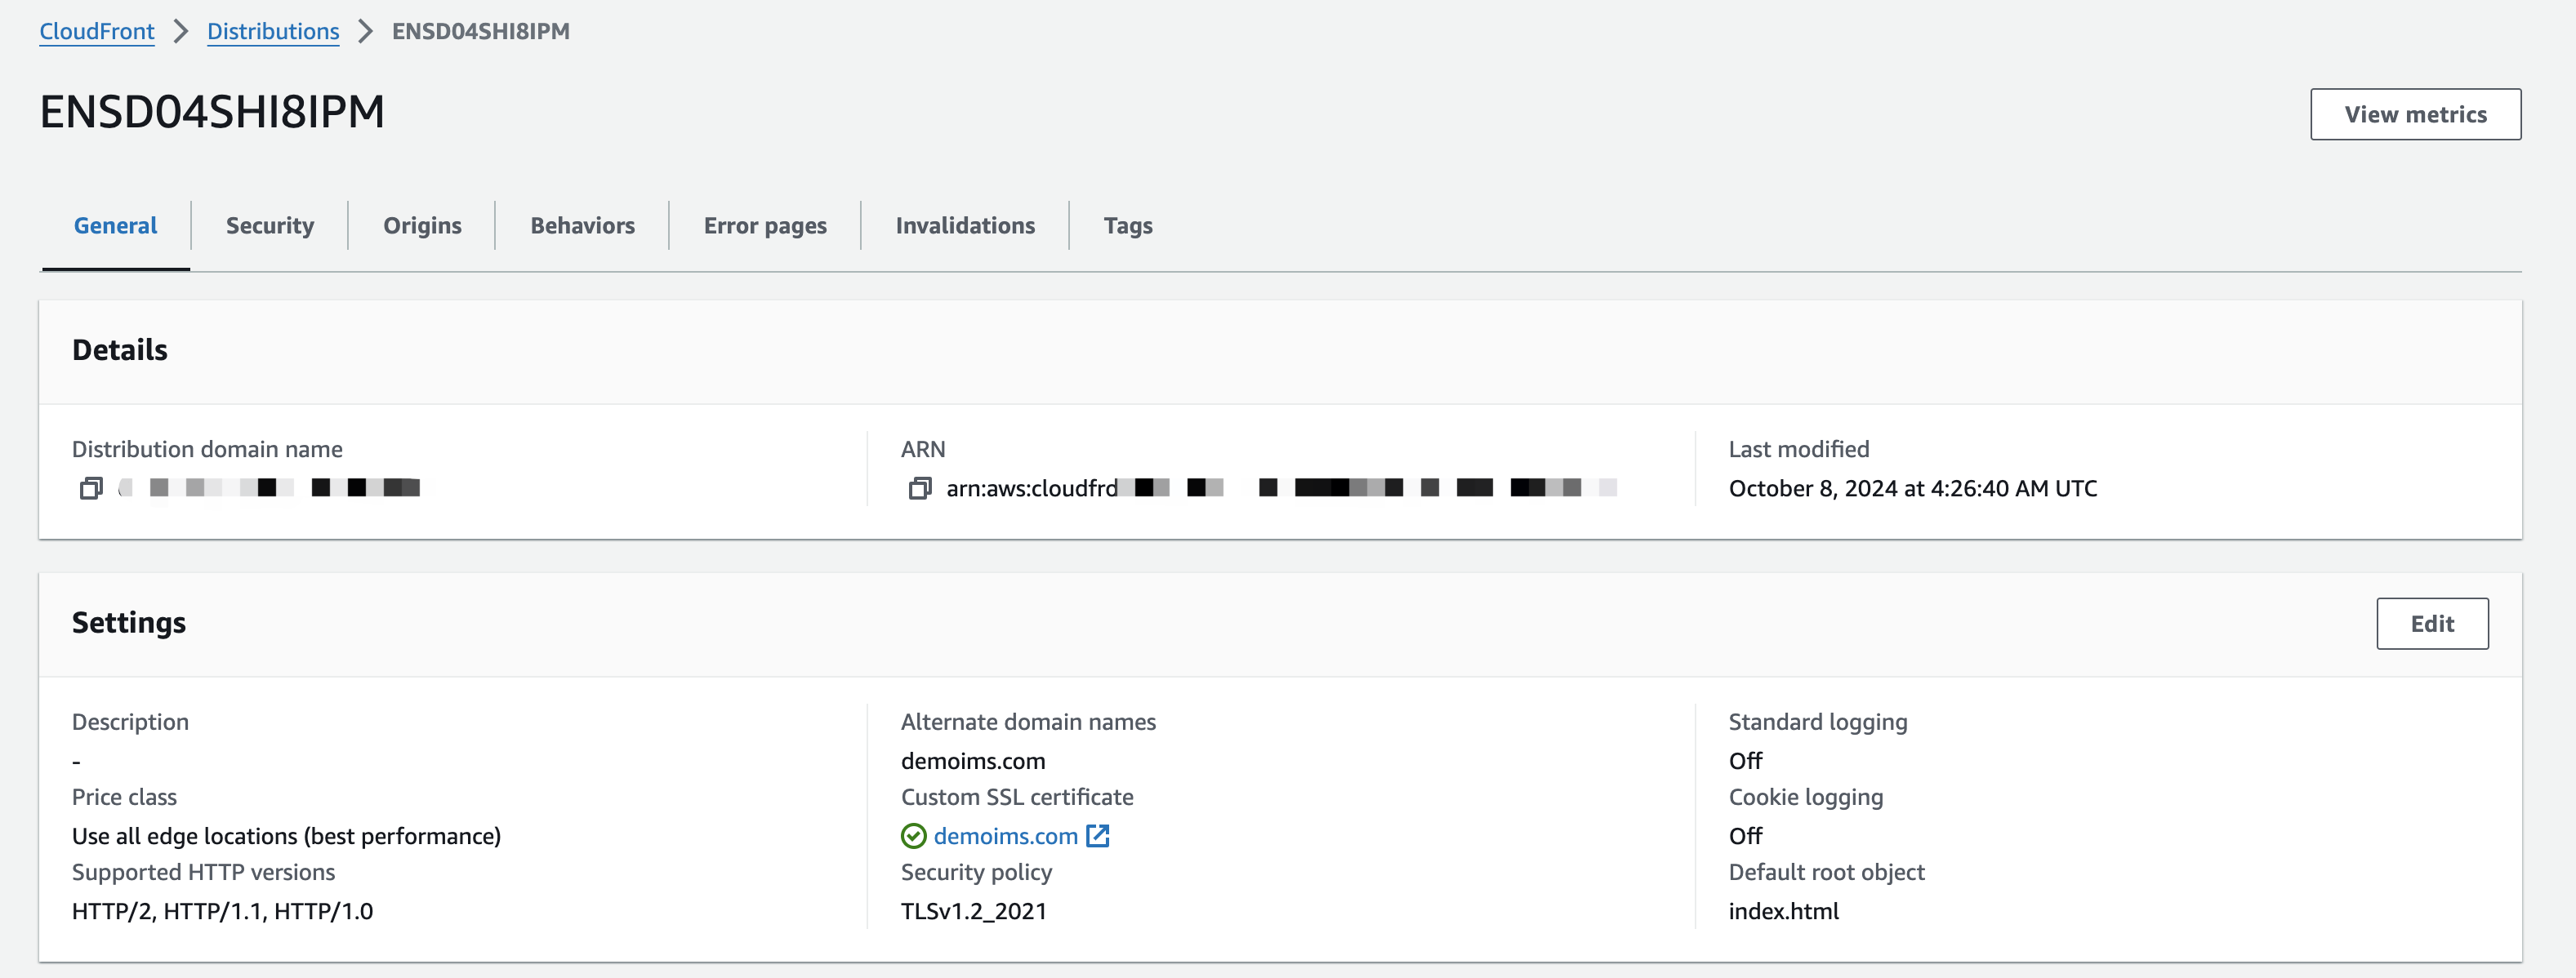 CloudFront > Distributions > ENSD04SHI8IPM
ENSD04SHI8IPM
View metrics
General
Security
Origins
Behaviors
Error pages
Invalidations
Tags
Details
Distribution domain name
ARN
arn:aws:cloudfro
Last modified
October 8, 2024 at 4:26:40 AM UTC
Settings
Edit
Description
-
Price class
Use all edge locations (best performance)
Supported HTTP versions
HTTP/2, HTTP/1.1, HTTP/1.0
Alternate domain names
demoims.com
Custom SSL certificate
demoims.com
Security policy
TLSv1.2_2021
Standard logging
Off
Cookie logging
Off
Default root object
index.html